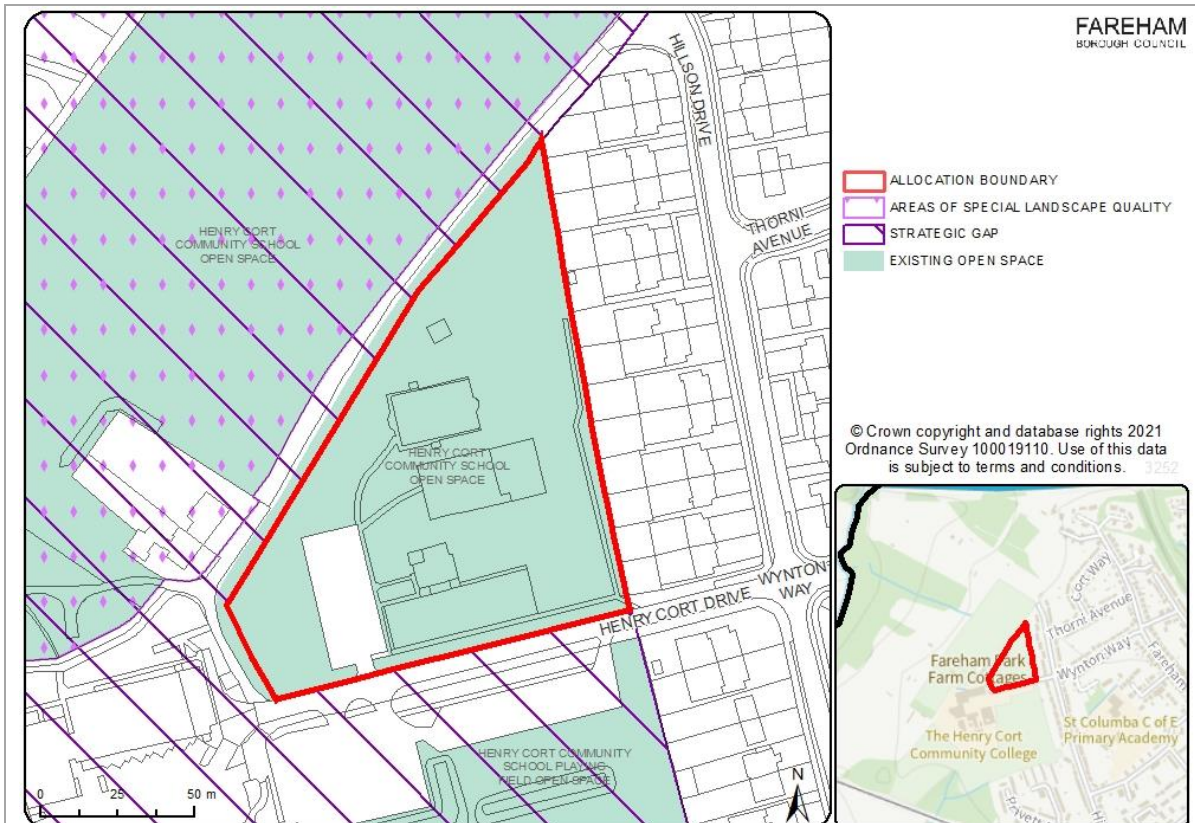 FAREHAM
BOROUGH COUNCIL
HILLSON DRIVE
THORNI
AVENUE
HENRY CORT
COMMUNITY SCHOOL
OPEN SPACE
HENRY CORT
COMMUNITY SCHOOL
OPEN SPACE
HENRY CORT DRIVE
WYNTON
WAY
HENRY CORT COMMUNITY
SCHOOL PLAYING
FIELD OPEN SPACE
0 25 50 m
N
ALLOCATION BOUNDARY
AREAS OF SPECIAL LANDSCAPE QUALITY
STRATEGIC GAP
EXISTING OPEN SPACE
© Crown copyright and database rights 2021
Ordnance Survey 100019110. Use of this data
is subject to terms and conditions. 3252
Cort Way
Thorni Avenue
Fareham Park
Farm Cottages
Wynton Way
Fareham
St Columba C of E
Primary Academy
The Henry Cort
Community College